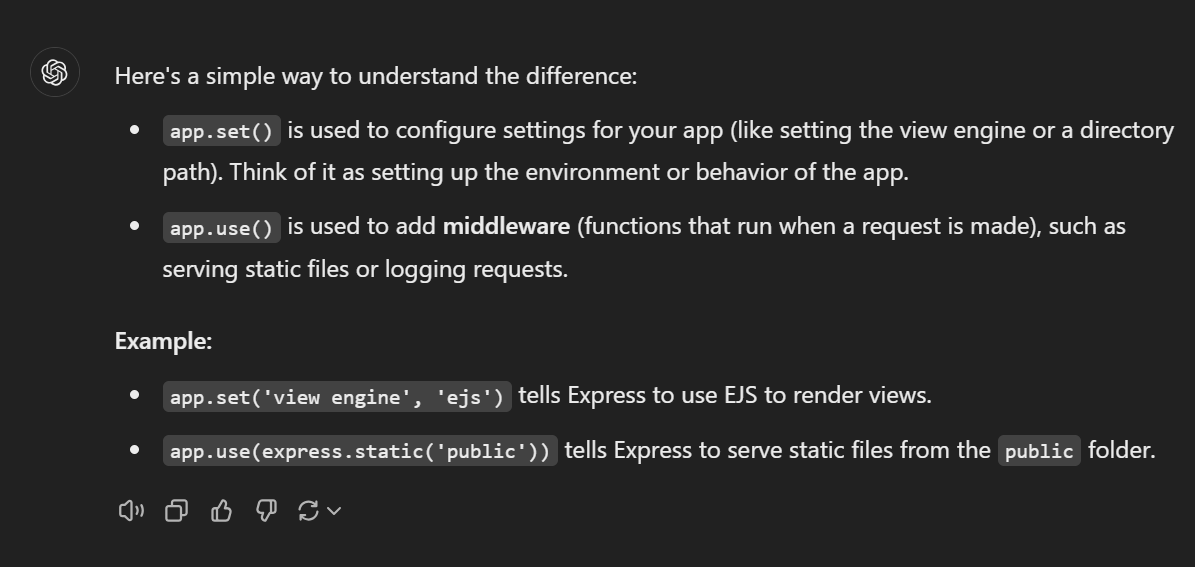 Here's a simple way to understand the difference:
• app.set() is used to configure settings for your app (like setting the view engine or a directory
path). Think of it as setting up the environment or behavior of the app.
• app.use() is used to add middleware (functions that run when a request is made), such as
serving static files or logging requests.
Example:
• app.set('view engine', 'ejs') tells Express to use EJS to render views.
• app.use(express.static('public')) tells Express to serve static files from the public folder.